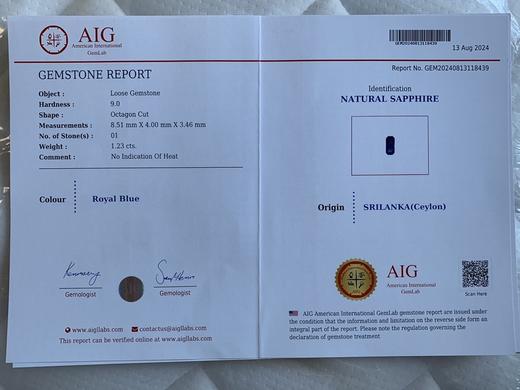 AIG
American International
GemLab
GEMSTONE REPORT
Object : Loose Gemstone
Hardness : 9.0
Shape : Octagon Cut
Measurements : 8.51 mm X 4.00 mm X 3.46 mm
No. of Stone(s) : 01
Weight : 1.23 cts.
Comment : No Indication Of Heat
Colour Royal Blue
Gemologist
Gemologist
www.aigllabs.com contactus@aigllabs.com
This report can be verified online at www.aigllabs.com
GEM20240813118439
13 Aug 2024
Report No. GEM20240813118439
Identification
NATURAL SAPPHIRE
Origin SRILANKA(Ceylon)
AIG
American International
GemLab
Scan Here
AIG American International GemLab gemstone report are issued under
the condition that the information and limitation on the reverse side form an
integral part of the report. Please note the regulation governing the
declaration of gemstone treatment